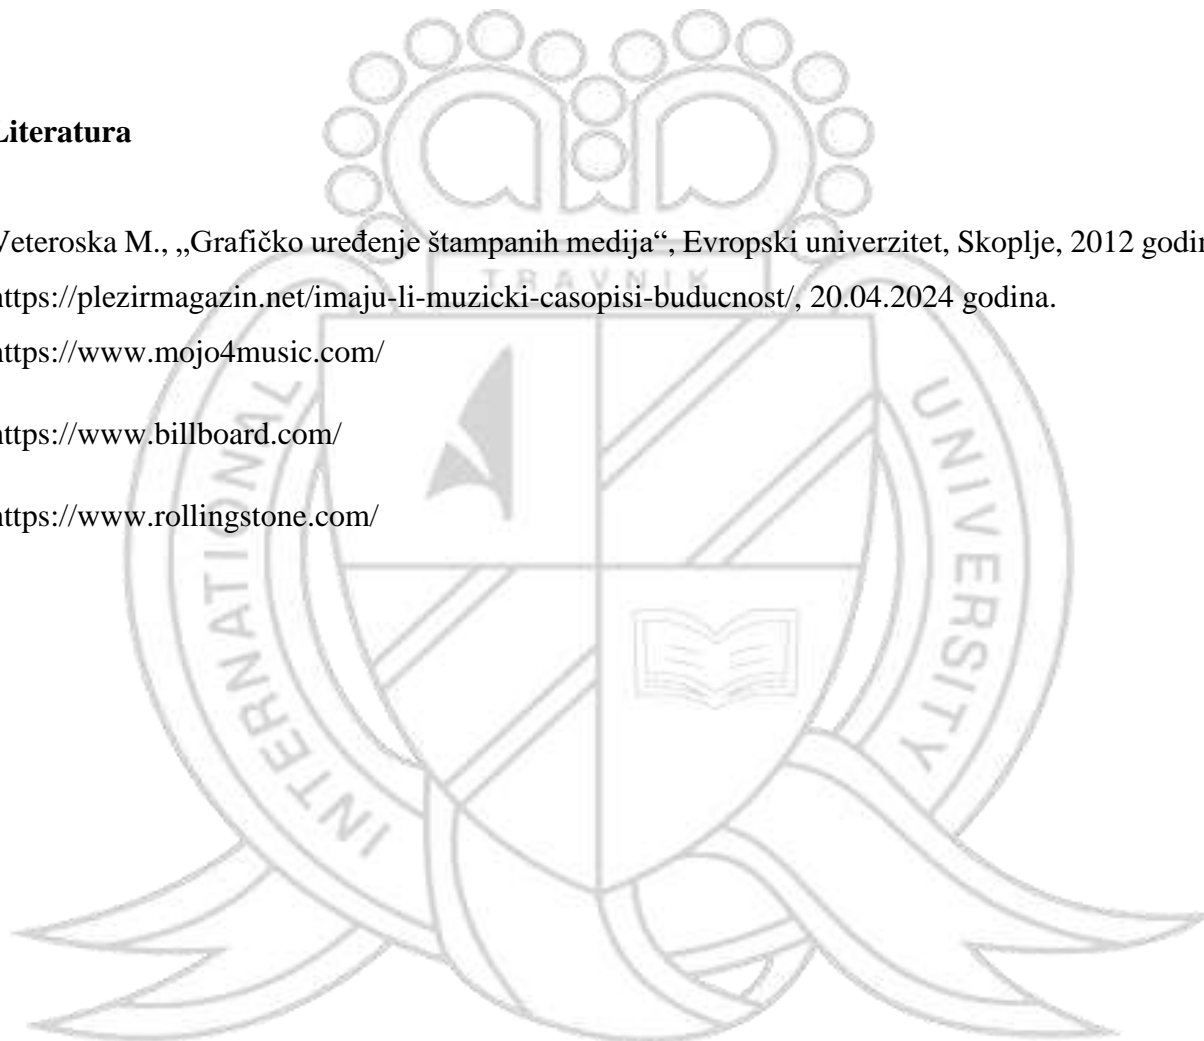 Literatura
Veteroska M., „Grafičko uređenje štampanih medija“, Evropski univerzitet, Skoplje, 2012 godin
https://plezirmagazin.net/imaju-li-muzicki-casopisi-buducnost/, 20.04.2024 godina.
https://www.mojo4music.com/
https://www.billboard.com/
https://www.rollingstone.com/
TRAVNIK
INTERNATIONAL
UNIVERSITY